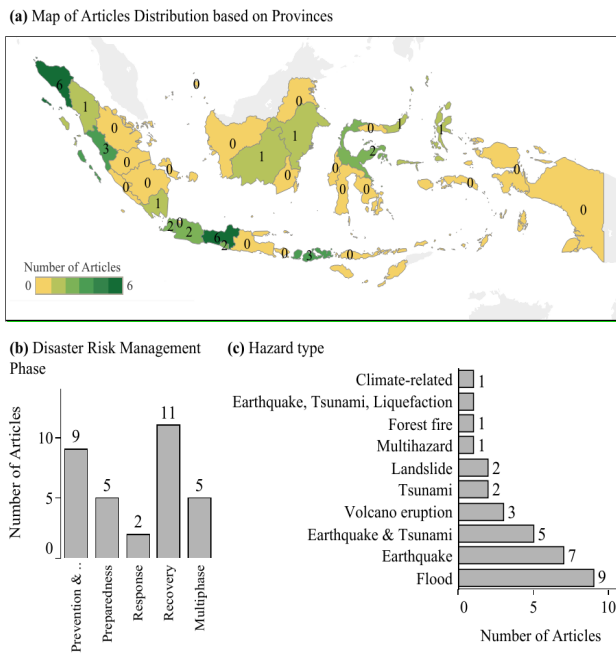 (a) Map of Articles Distribution based on Provinces
6
1
0
0
3
0
0
0
0
0
1
2
0
2
6
2
0
0
3
0
0
1
1
0
0
0
1
2
0
0
0
1
0
0
0
Number of Articles
0 6
(b) Disaster Risk Management
Phase
Number of Articles
10
5
0
9
5
2
11
5
Prevention & ..
Preparedness
Response
Recovery
Multiphase
(c) Hazard type
Climate-related 1
Earthquake, Tsunami, Liquefaction
Forest fire 1
Multihazard 1
Landslide 2
Tsunami 2
Volcano eruption 3
Earthquake & Tsunami 5
Earthquake 7
Flood 9
0 5 10
Number of Articles